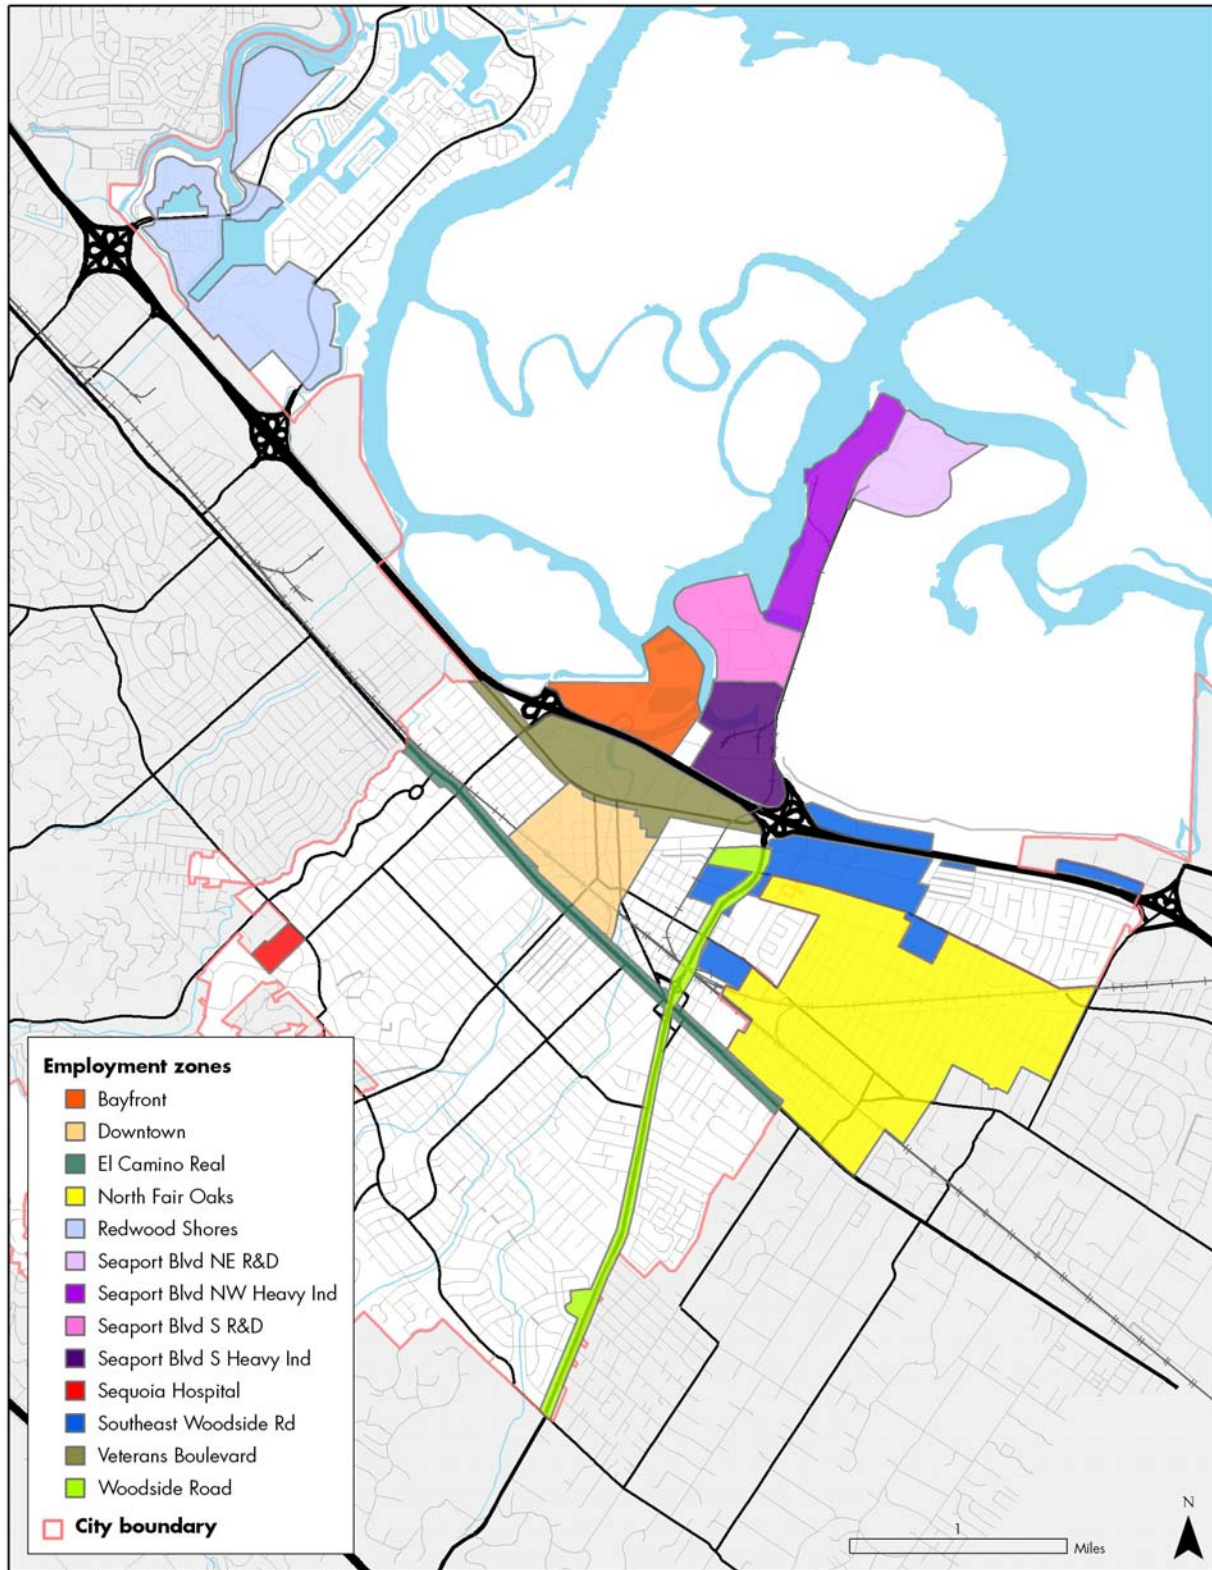 Employment zones
Bayfront
Downtown
El Camino Real
North Fair Oaks
Redwood Shores
Seaport Blvd NE R&D
Seaport Blvd NW Heavy Ind
Seaport Blvd S R&D
Seaport Blvd S Heavy Ind
Sequoia Hospital
Southeast Woodside Rd
Veterans Boulevard
Woodside Road
City boundary
1
Miles
N